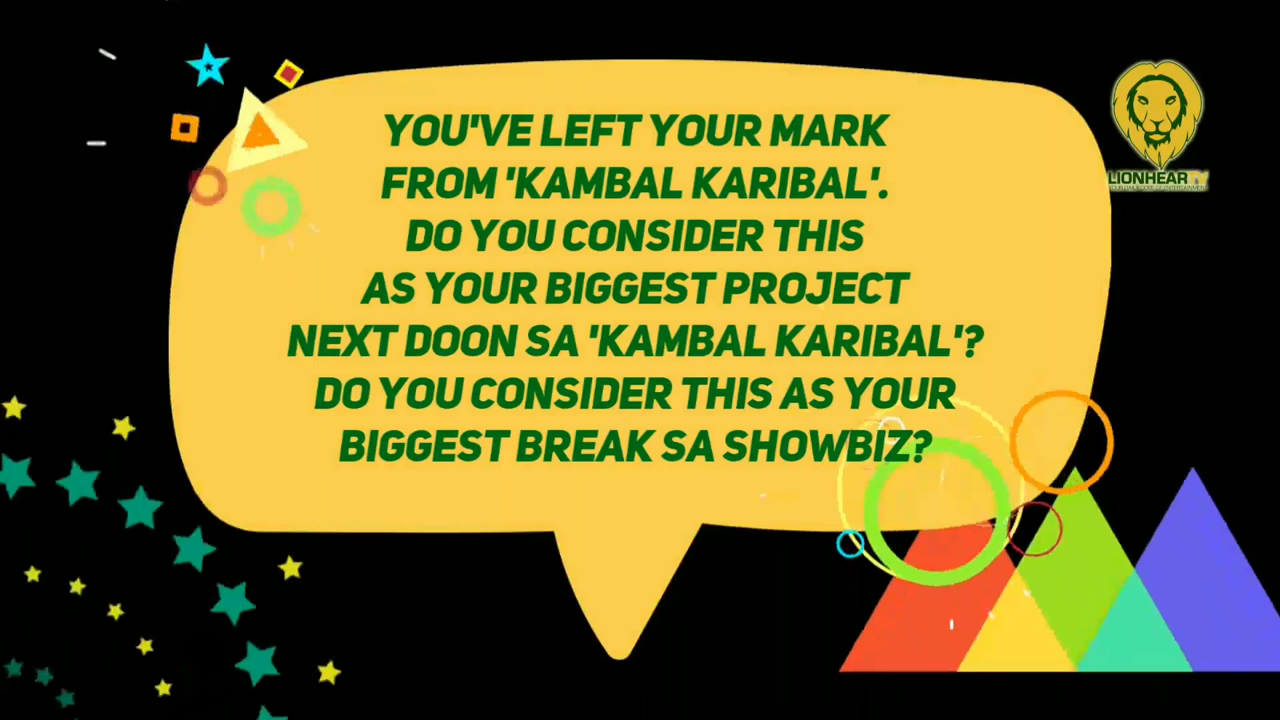 YOU'VE LEFT YOUR MARK
FROM 'KAMBAL KARIBAL'.
DO YOU CONSIDER THIS
AS YOUR BIGGEST PROJECT
NEXT DOON SA 'KAMBAL KARIBAL'?
DO YOU CONSIDER THIS AS YOUR
BIGGEST BREAK SA SHOWBIZ?
LIONHEARTV